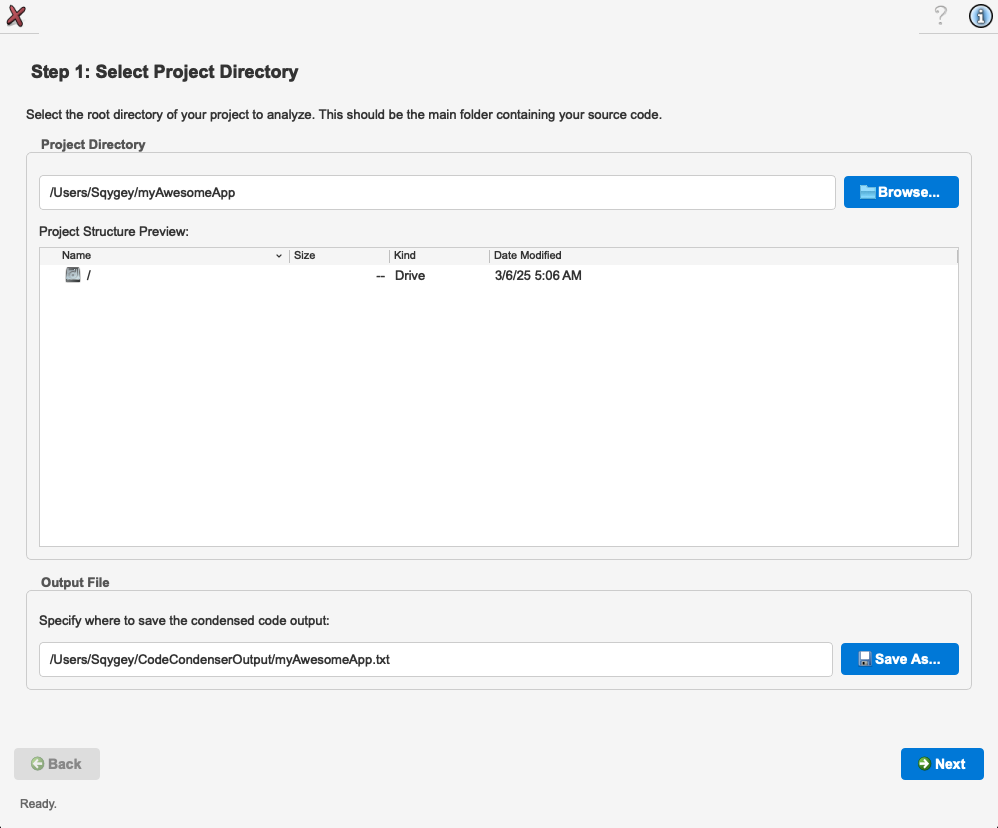 ?
Step 1: Select Project Directory
Select the root directory of your project to analyze. This should be the main folder containing your source code.
Project Directory
/Users/Sqygey/myAwesomeApp
Browse...
Project Structure Preview:
Name Size Kind Date Modified
/ -- Drive 3/6/25 5:06 AM
Output File
Specify where to save the condensed code output:
/Users/Sqygey/CodeCondenserOutput/myAwesomeApp.txt
Save As...
Back Next
Ready.